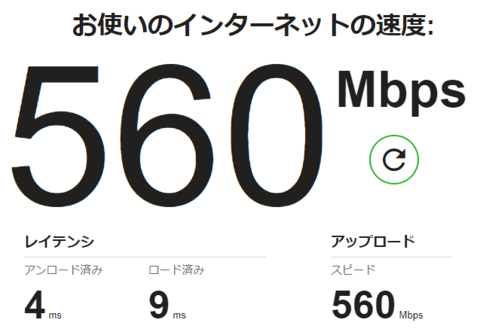 お使いのインターネットの速度:
560 Mbps
レイテンシ
アンロード済み ロード済み
4 ms 9 ms
アップロード
スピード
560 Mbps